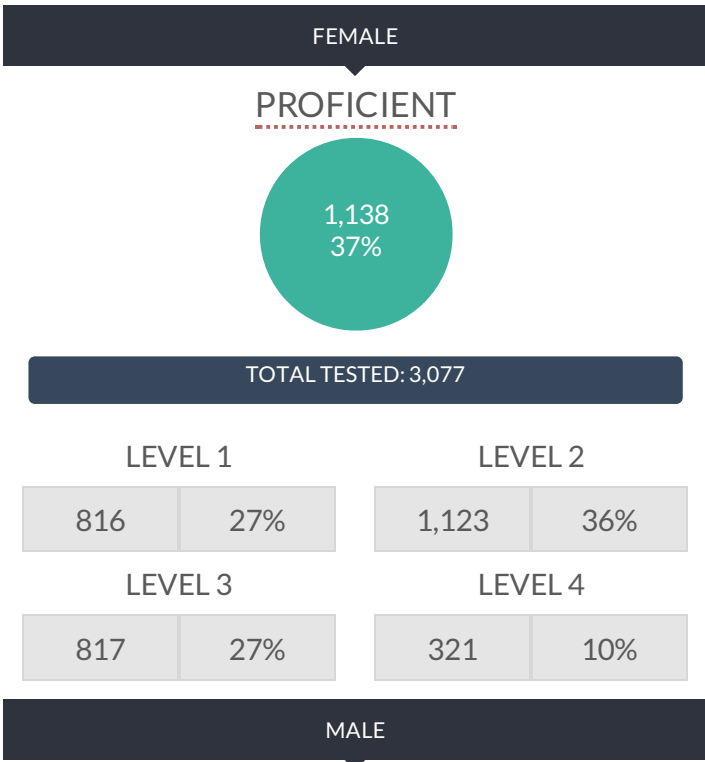 FEMALE
PROFICIENT
1,138
37%
TOTAL TESTED: 3,077
LEVEL 1 LEVEL 2
816 27% 1,123 36%
LEVEL 3 LEVEL 4
817 27% 321 10%
MALE